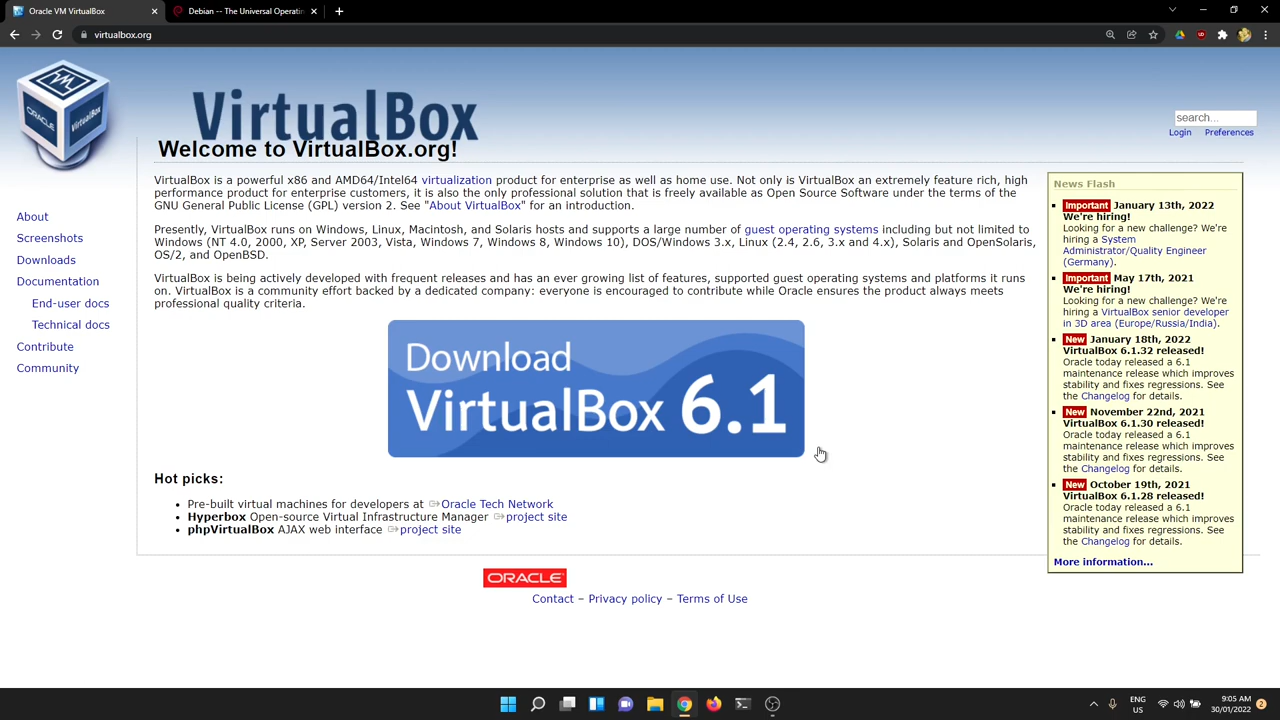 Oracle VM VirtualBox
Debian -- The Universal Operatin
virtualbox.org
ORACLE
VirtualBox
VirtualBox
search...
Login Preferences
Welcome to VirtualBox.org!
VirtualBox is a powerful x86 and AMD64/Intel64 virtualization product for enterprise as well as home use. Not only is VirtualBox an extremely feature rich, high
performance product for enterprise customers, it is also the only professional solution that is freely available as Open Source Software under the terms of the
GNU General Public License (GPL) version 2. See "About VirtualBox" for an introduction.
Presently, VirtualBox runs on Windows, Linux, Macintosh, and Solaris hosts and supports a large number of guest operating systems including but not limited to
Windows (NT 4.0, 2000, XP, Server 2003, Vista, Windows 7, Windows 8, Windows 10), DOS/Windows 3.x, Linux (2.4, 2.6, 3.x and 4.x), Solaris and OpenSolaris,
OS/2, and OpenBSD.
VirtualBox is being actively developed with frequent releases and has an ever growing list of features, supported guest operating systems and platforms it runs
on. VirtualBox is a community effort backed by a dedicated company: everyone is encouraged to contribute while Oracle ensures the product always meets
professional quality criteria.
About
Screenshots
Downloads
Documentation
End-user docs
Technical docs
Contribute
Community
Download
VirtualBox 6.1
Hot picks:
Pre-built virtual machines for developers at Oracle Tech Network
Hyperbox Open-source Virtual Infrastructure Manager project site
phpVirtualBox AJAX web interface project site
News Flash
Important January 13th, 2022
We're hiring!
Looking for a new challenge? We're
hiring a System
Administrator/Quality Engineer
(Germany).
Important May 17th, 2021
We're hiring!
Looking for a new challenge? We're
hiring a VirtualBox senior developer
in 3D area (Europe/Russia/India).
New January 18th, 2022
VirtualBox 6.1.32 released!
Oracle today released a 6.1
maintenance release which improves
stability and fixes regressions. See
the Changelog for details.
New November 22nd, 2021
VirtualBox 6.1.30 released!
Oracle today released a 6.1
maintenance release which improves
stability and fixes regressions. See
the Changelog for details.
New October 19th, 2021
VirtualBox 6.1.28 released!
Oracle today released a 6.1
maintenance release which improves
stability and fixes regressions. See
the Changelog for details.
More information...
ORACLE
Contact – Privacy policy – Terms of Use
ENG
US
9:05 AM
30/01/2022
2